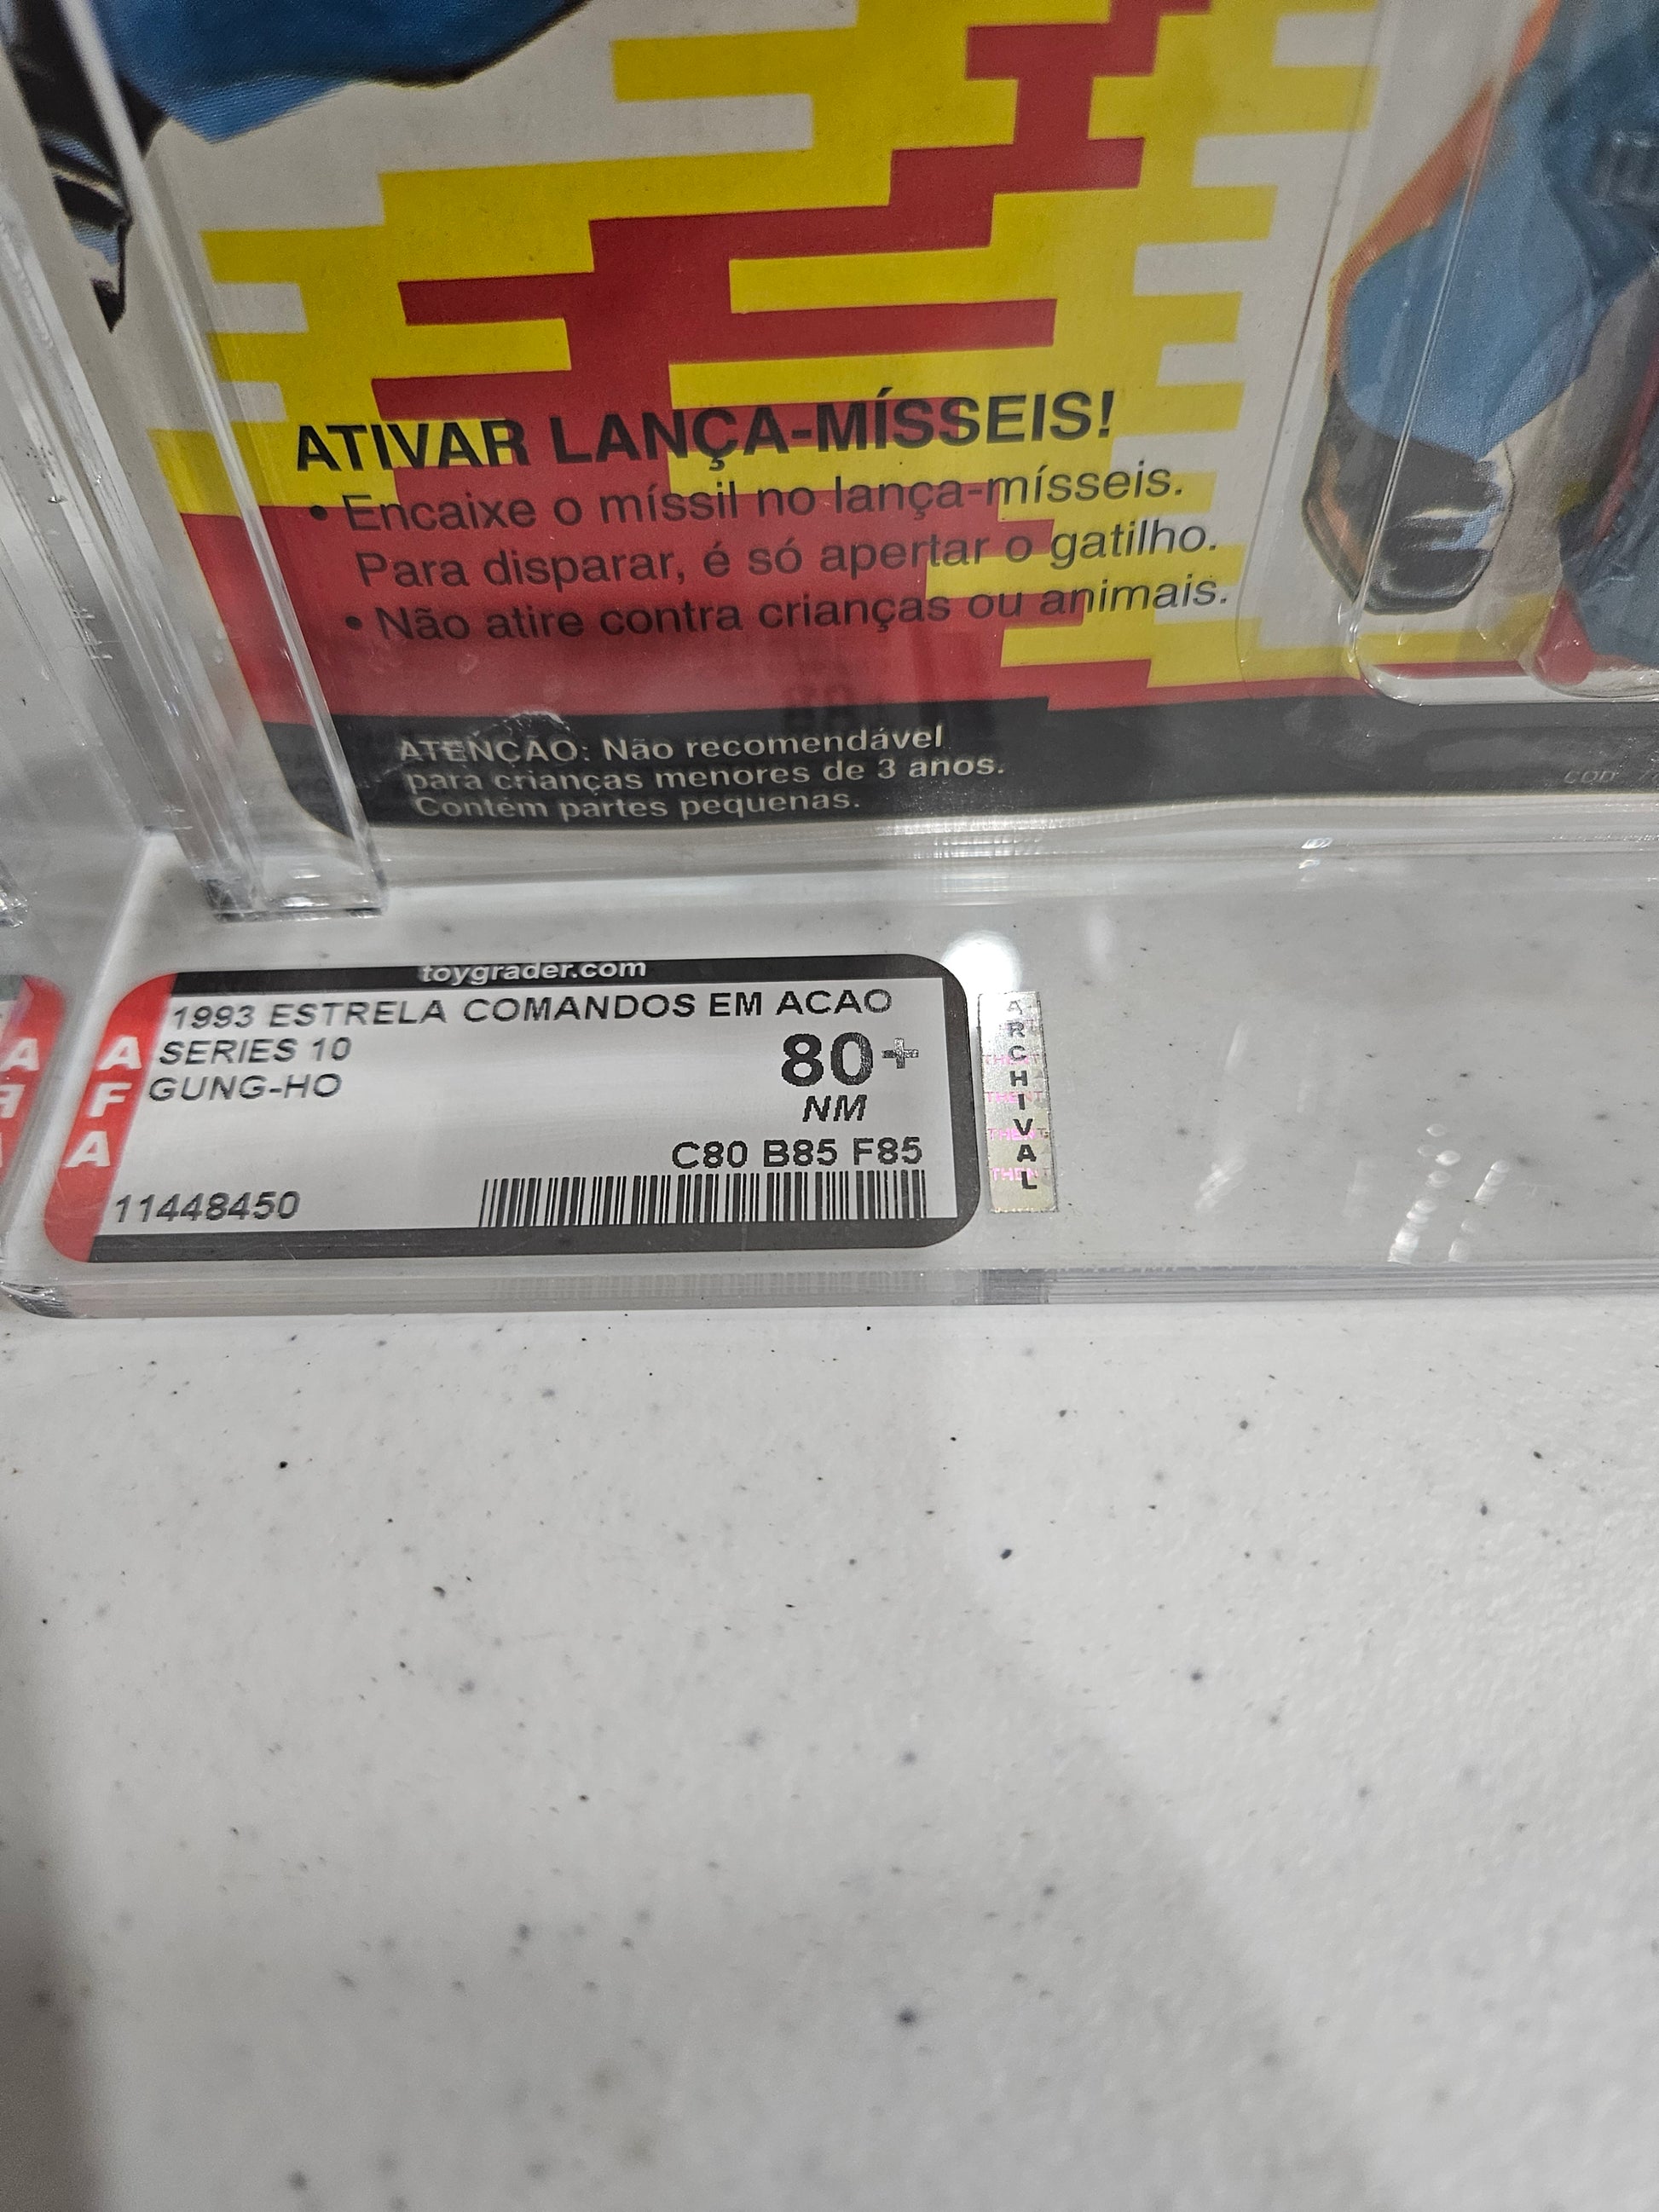 ATIVAR LANÇA-MÍSSEIS!
• Encaixe o míssil no lança-mísseis.
Para disparar, é só apertar o gatilho.
• Não atire contra crianças ou animais.
ATENÇÃO: Não recomendável
para crianças menores de 3 anos.
Contém partes pequenas.
COD.
toygrader.com
AFA
1993 ESTRELA COMANDOS EM ACAO
SERIES 10
GUNG-HO
80+
NM
C80 B85 F85
11448450
ARCHIVAL